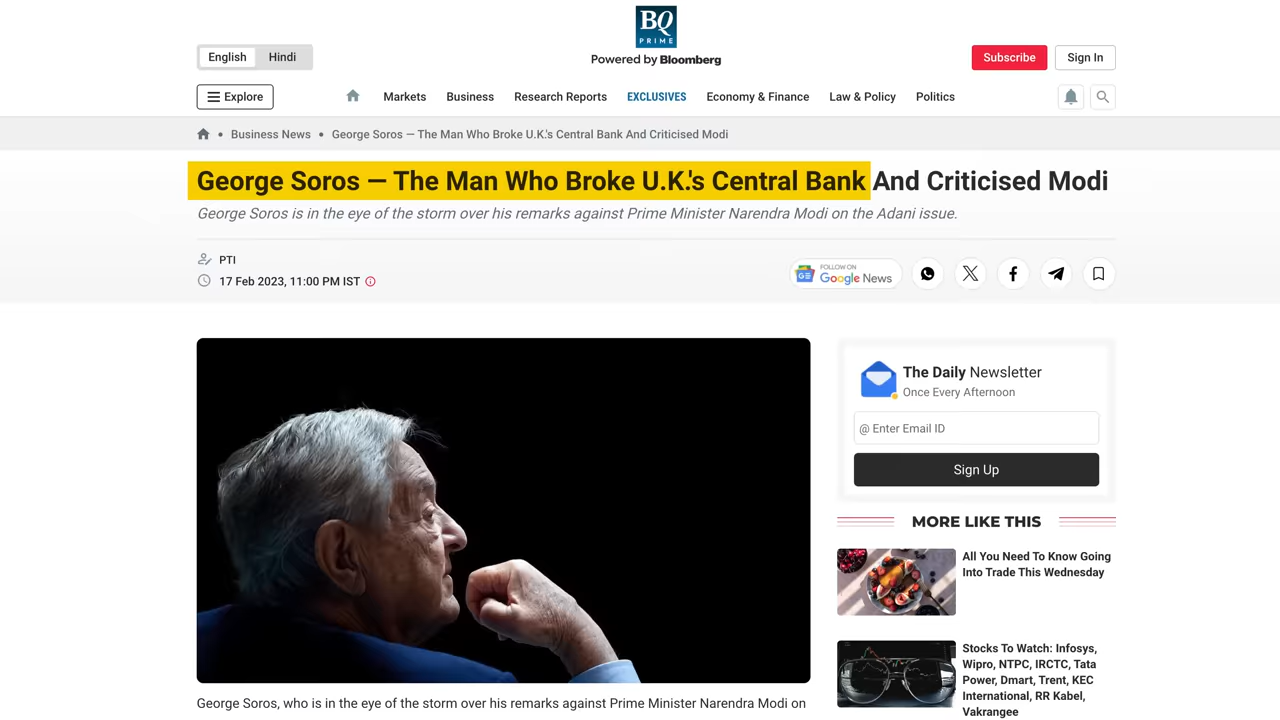 BQ
PRIME
Powered by Bloomberg
English
Hindi
Subscribe
Sign In
Explore
Markets
Business
Research Reports
EXCLUSIVES
Economy & Finance
Law & Policy
Politics
Business News
George Soros — The Man Who Broke U.K.'s Central Bank And Criticised Modi
George Soros — The Man Who Broke U.K.'s Central Bank And Criticised Modi
George Soros is in the eye of the storm over his remarks against Prime Minister Narendra Modi on the Adani issue.
PTI
17 Feb 2023, 11:00 PM IST
FOLLOW ON
Google News
The Daily Newsletter
Once Every Afternoon
@ Enter Email ID
Sign Up
MORE LIKE THIS
All You Need To Know Going
Into Trade This Wednesday
Stocks To Watch: Infosys,
Wipro, NTPC, IRCTC, Tata
Power, Dmart, Trent, KEC
International, RR Kabel,
Vakrangee
George Soros, who is in the eye of the storm over his remarks against Prime Minister Narendra Modi on